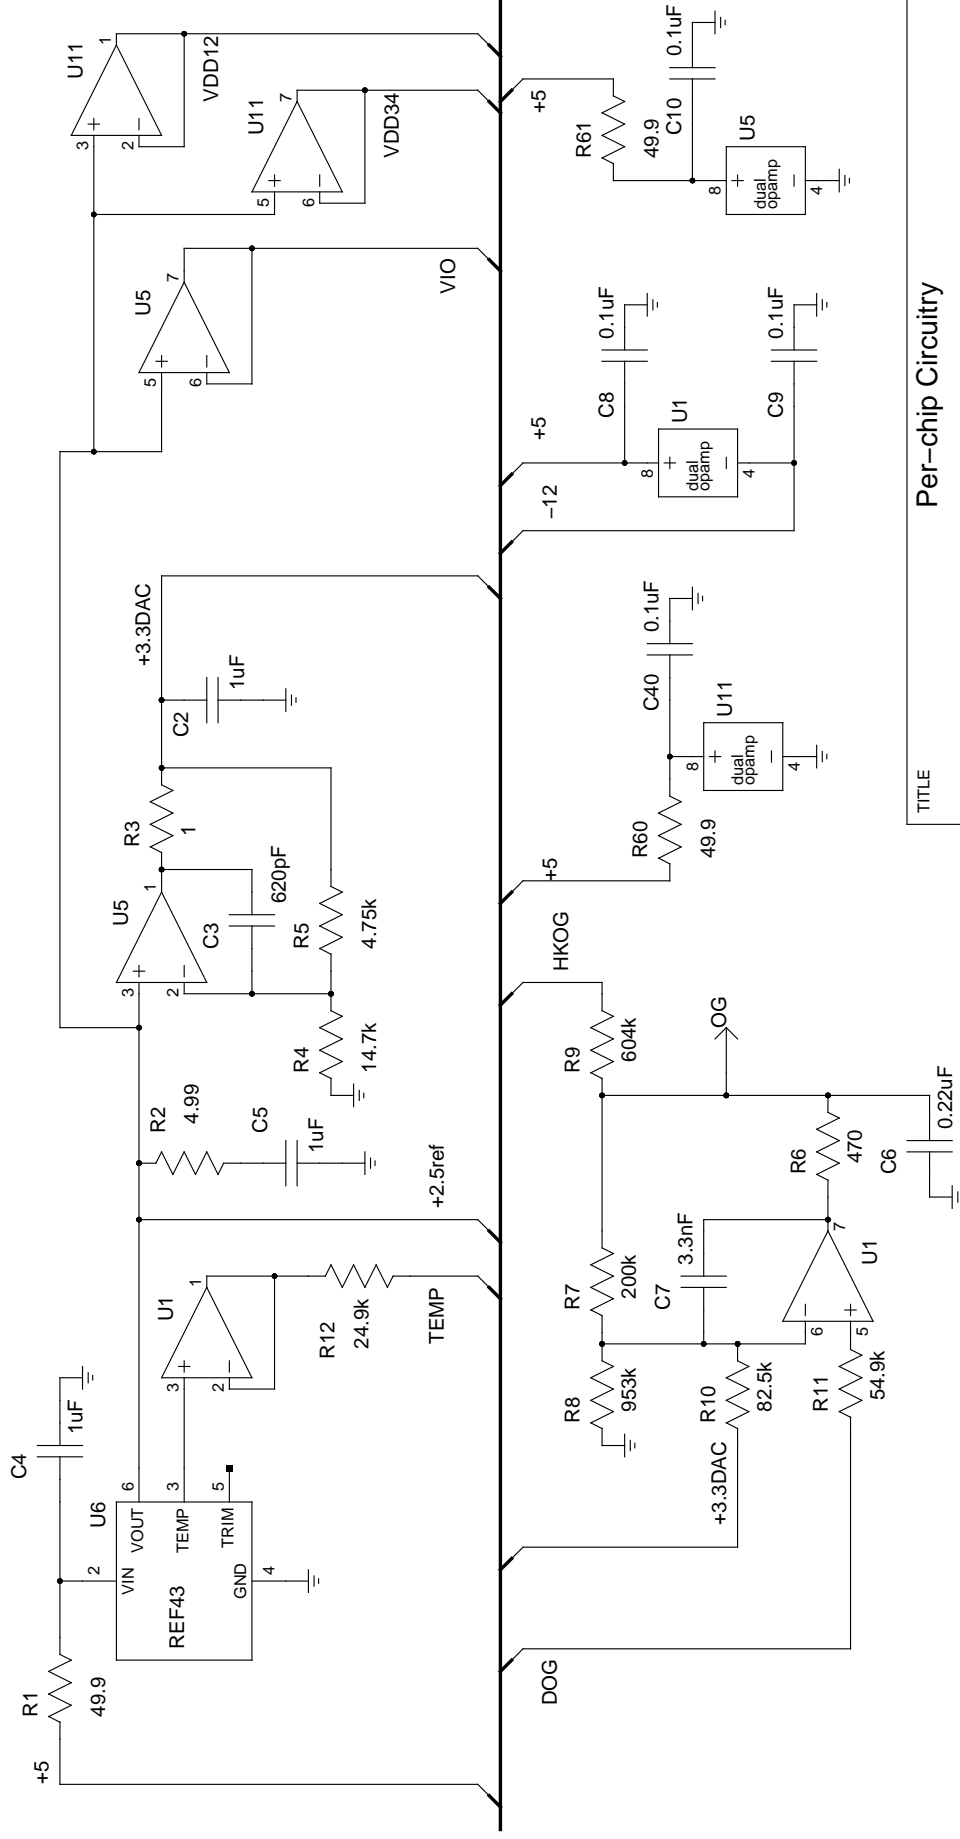 +5
R1
49.9
C4
1uF
U6
2
VIN
VOUT
6
TEMP
3
TRIM
5
REF43
GND
4
U1
3
+
2
−
1
R12
24.9k
TEMP
+2.5ref
R2
4.99
C5
1uF
U5
3
+
2
−
1
C3
620pF
R4
14.7k
R5
4.75k
R3
1
C2
1uF
+3.3DAC
U5
5
+
6
−
7
VIO
U11
3
+
2
−
1
VDD12
U11
5
+
6
−
7
VDD34
DOG
+3.3DAC
R8
953k
R7
200k
R9
604k
HKOG
R10
82.5k
C7
3.3nF
R11
54.9k
6
−
5
+
7
U1
R6
470
OG
C6
0.22uF
+5
R60
49.9
C40
0.1uF
U11
8
+
dual
opamp
−
4
−12
+5
C8
0.1uF
U1
8
+
dual
opamp
−
4
C9
0.1uF
+5
R61
49.9
C10
0.1uF
U5
8
+
dual
opamp
−
4
TITLE
Per−chip Circuitry